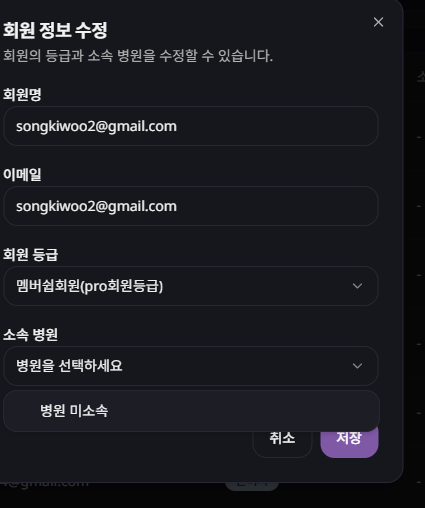 회원 정보 수정
회원의 등급과 소속 병원을 수정할 수 있습니다.
회원명
songkiwoo2@gmail.com
이메일
songkiwoo2@gmail.com
회원 등급
멤버쉽회원(pro회원등급)
소속 병원
병원을 선택하세요
병원 미소속
취소
저장